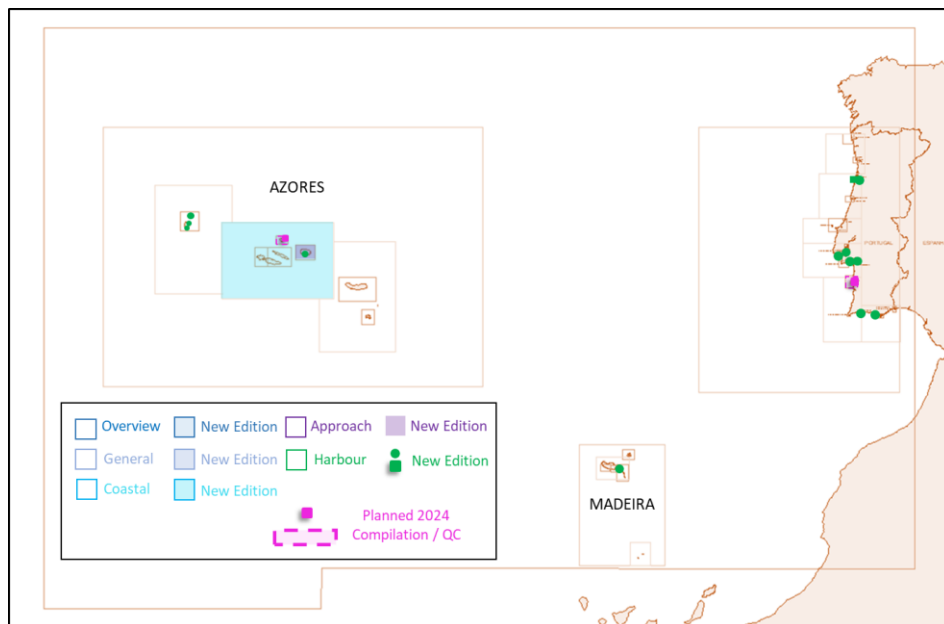 AZORES
PORTUGAL
MADEIRA
Overview
New Edition
Approach
New Edition
General
New Edition
Harbour
New Edition
Coastal
New Edition
Planned 2024
Compilation / QC